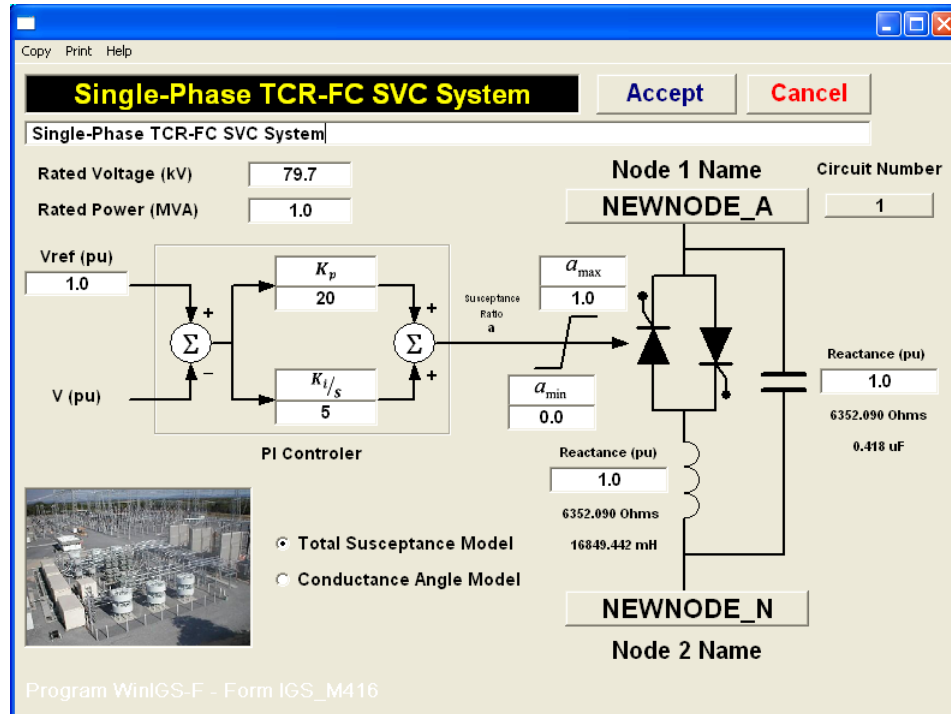 Copy Print Help
Single-Phase TCR-FC SVC System
Accept
Cancel
Single-Phase TCR-FC SVC System
Rated Voltage (kV)
79.7
Rated Power (MVA)
1.0
Node 1 Name
NEWNODE_A
Circuit Number
1
Vref (pu)
1.0
V (pu)
+
−
Σ
Kp
20
Ki/s
5
+
+
Σ
PI Controler
Susceptance
Ratio
a
amax
1.0
amin
0.0
Reactance (pu)
1.0
6352.090 Ohms
0.418 uF
Reactance (pu)
1.0
6352.090 Ohms
16849.442 mH
Total Susceptance Model
Conductance Angle Model
NEWNODE_N
Node 2 Name
Program WinIGS-F - Form IGS_M416